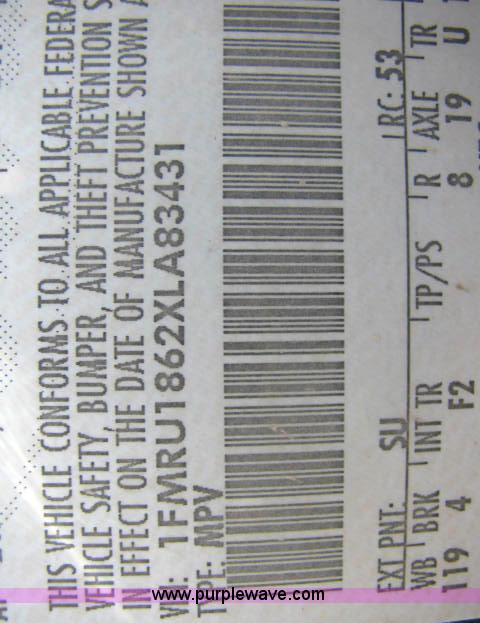 THIS VEHICLE CONFORMS TO ALL APPLICABLE FEDERA
VEHICLE SAFETY, BUMPER, AND THEFT PREVENTION S
IN EFFECT ON THE DATE OF MANUFACTURE SHOWN A
VIN: 1FMRU1862XLA83431
TYPE: MPV
EXT PNT: SU RC: 53
WB BRK INT TR TP/PS R AXLE TR
119 4 F2 8 19 U
www.purplewave.com